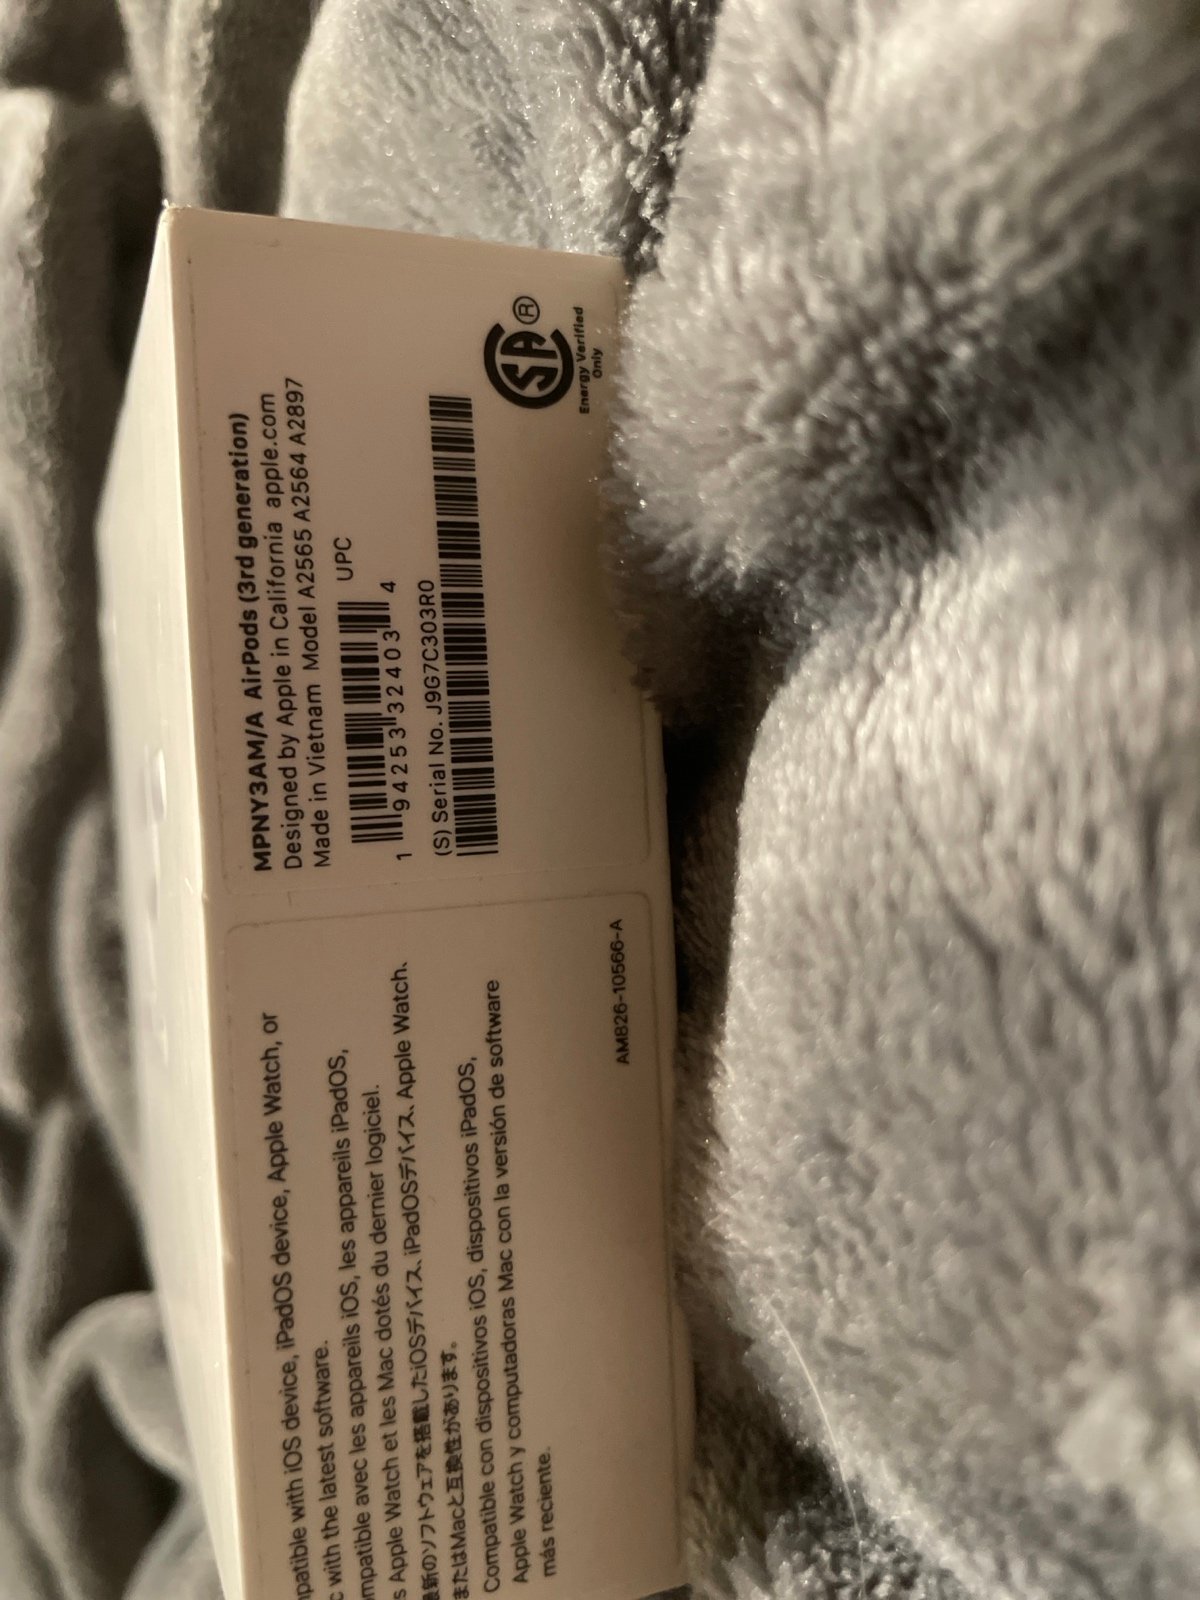 MPNY3AM/A AirPods (3rd generation)
Designed by Apple in California apple.com
Made in Vietnam Model A2565 A2564 A2897
UPC
1 94253 32403 4
(S) Serial No. J9G7C303R0
SA®
Energy Verified
Only
mpatible with iOS device, iPadOS device, Apple Watch, or
c with the latest software.
mpatible avec les appareils iOS, les appareils iPadOS,
s Apple Watch et les Mac dotés du dernier logiciel.
最新のソフトウェアを搭載したiOSデバイス、iPadOSデバイス、Apple Watch、
またはMacと互換性があります。
Compatible con dispositivos iOS, dispositivos iPadOS,
Apple Watch y computadoras Mac con la versión de software
más reciente.
AM826-10566-A